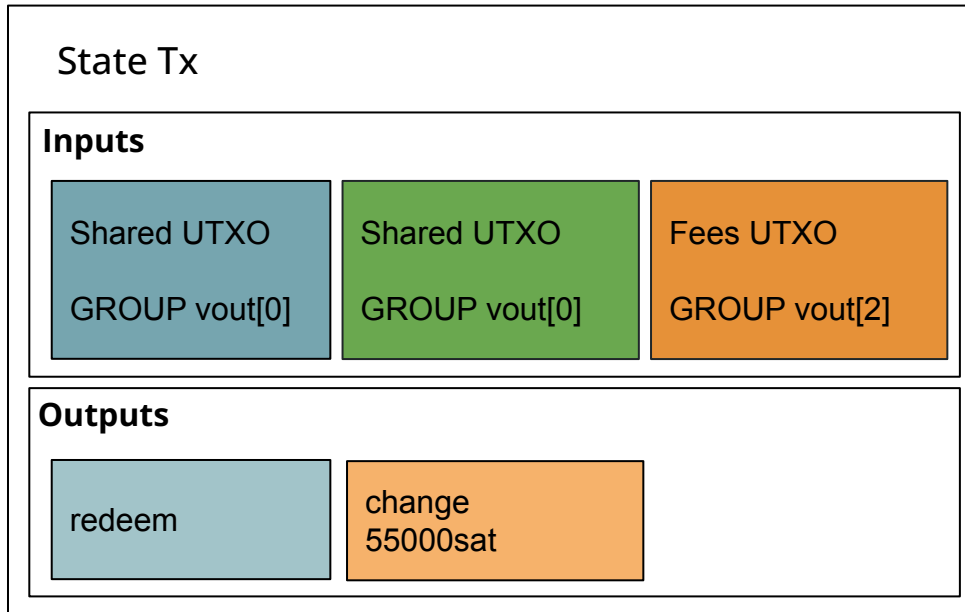 State Tx
Inputs
Shared UTXO
GROUP vout[0]
Shared UTXO
GROUP vout[0]
Fees UTXO
GROUP vout[2]
Outputs
redeem
change
55000sat